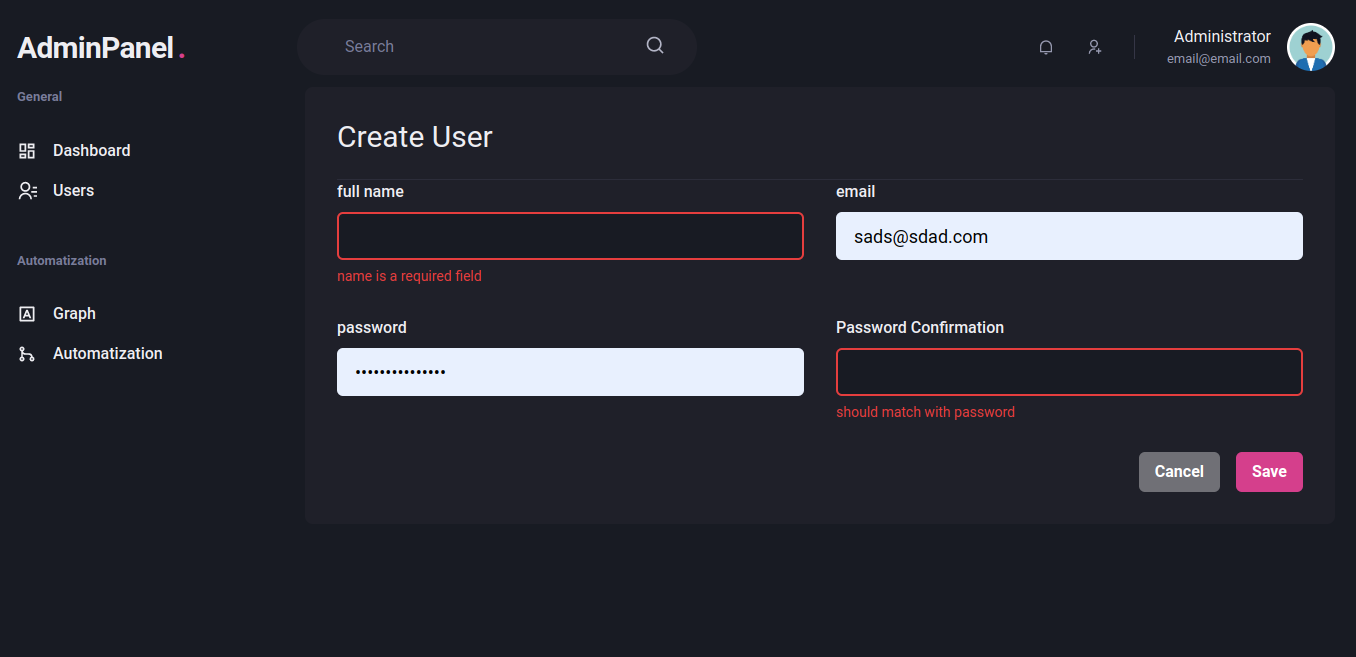 AdminPanel.
General
Dashboard
Users
Automatization
Graph
Automatization
Search
Administrator
email@email.com
Create User
full name
name is a required field
email
sads@sdad.com
password
•••••••••••••••
Password Confirmation
should match with password
Cancel
Save